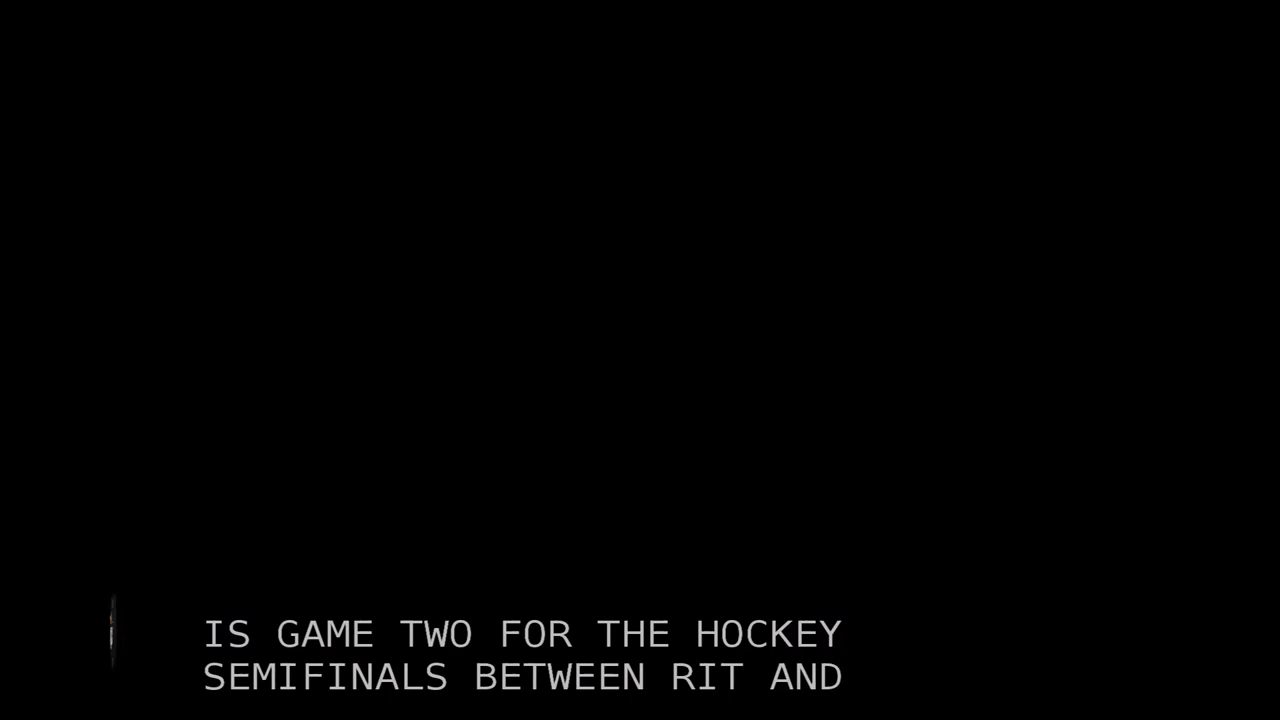 IS GAME TWO FOR THE HOCKEY
SEMIFINALS BETWEEN RIT AND